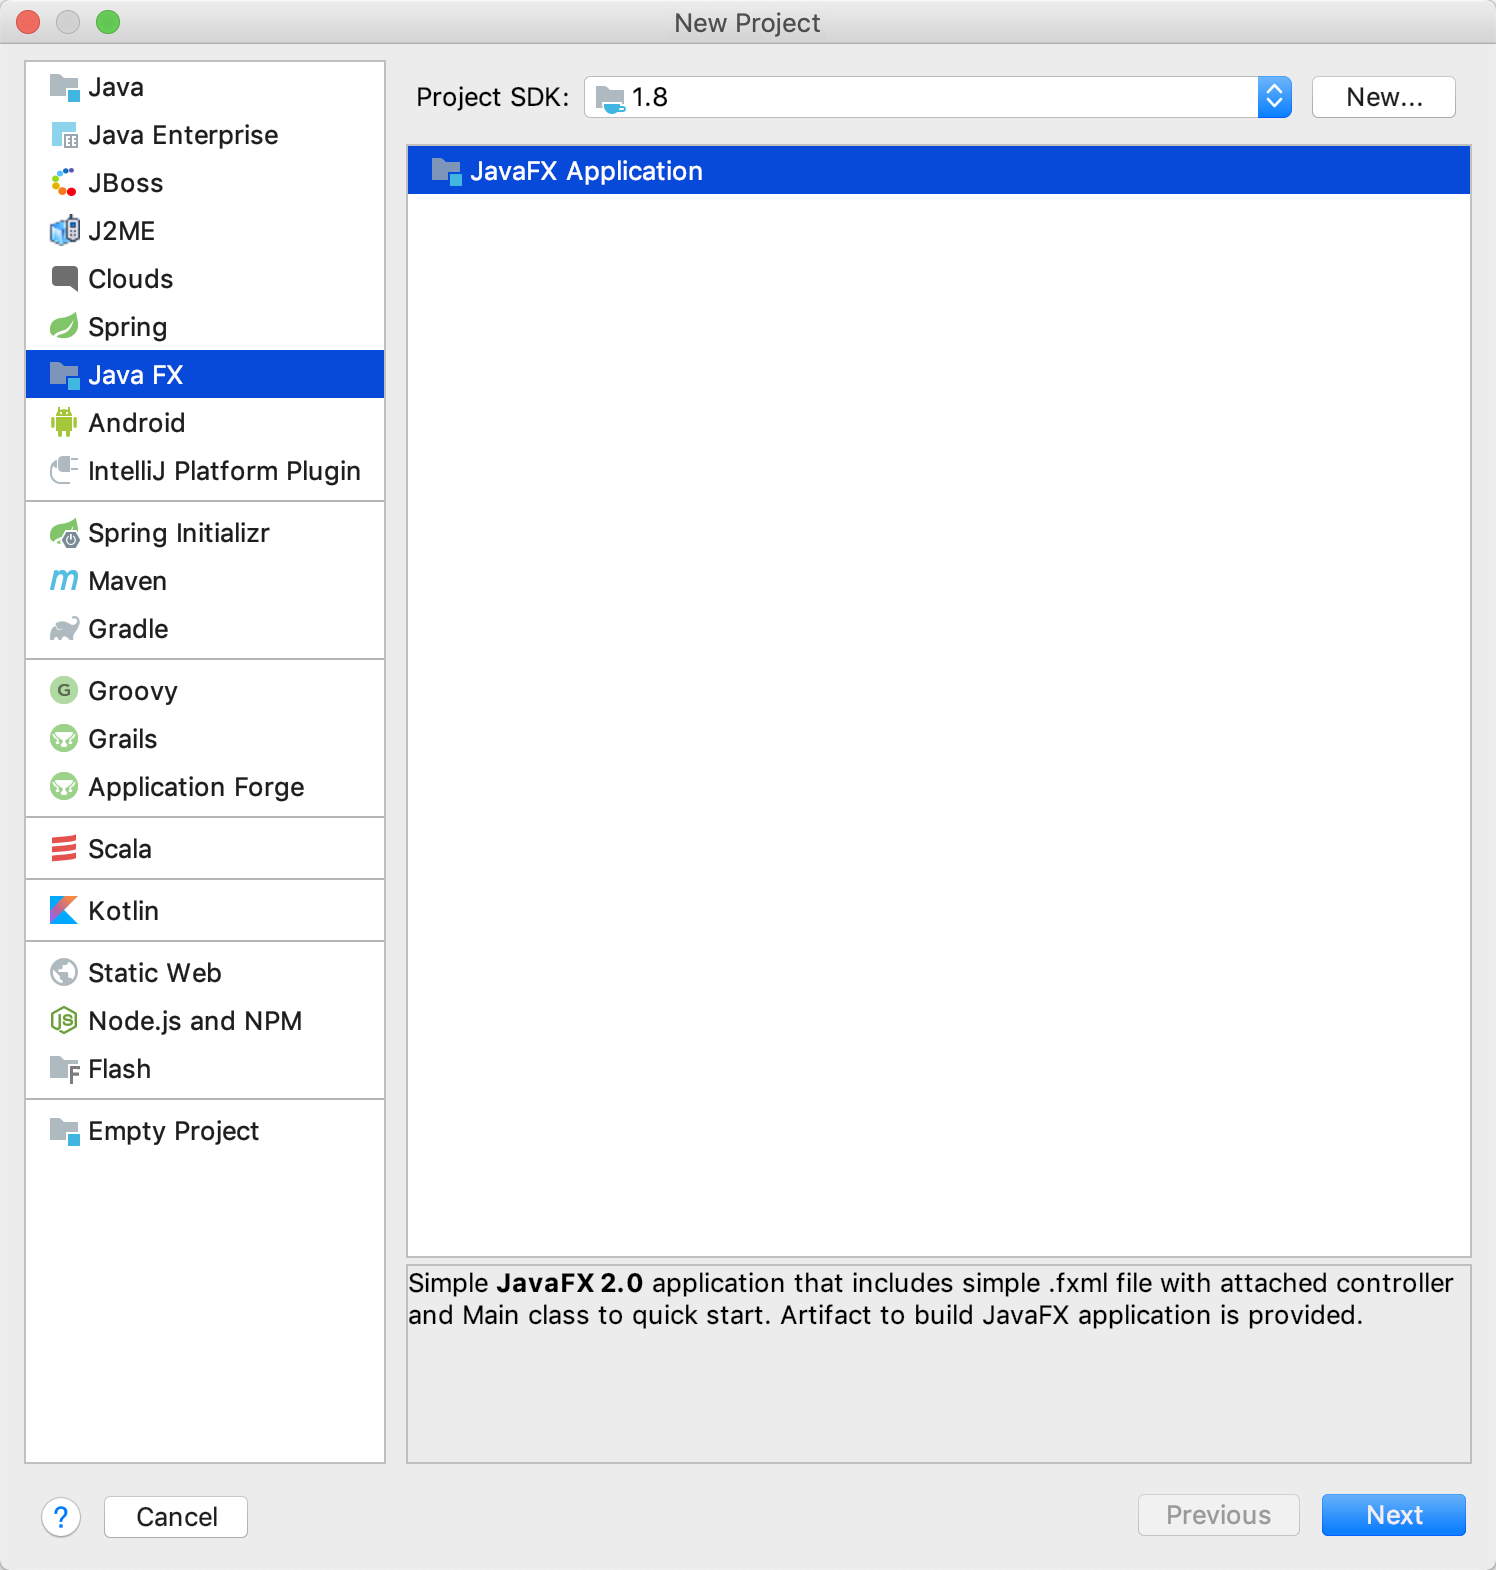 New Project
Java
Java Enterprise
JBoss
J2ME
Clouds
Spring
Java FX
Android
IntelliJ Platform Plugin
Spring Initializr
m Maven
Gradle
G Groovy
Grails
Application Forge
Scala
Kotlin
Static Web
JS Node.js and NPM
F Flash
Empty Project
Project SDK: 1.8 New...
JavaFX Application
Simple JavaFX 2.0 application that includes simple .fxml file with attached controller
and Main class to quick start. Artifact to build JavaFX application is provided.
? Cancel Previous Next